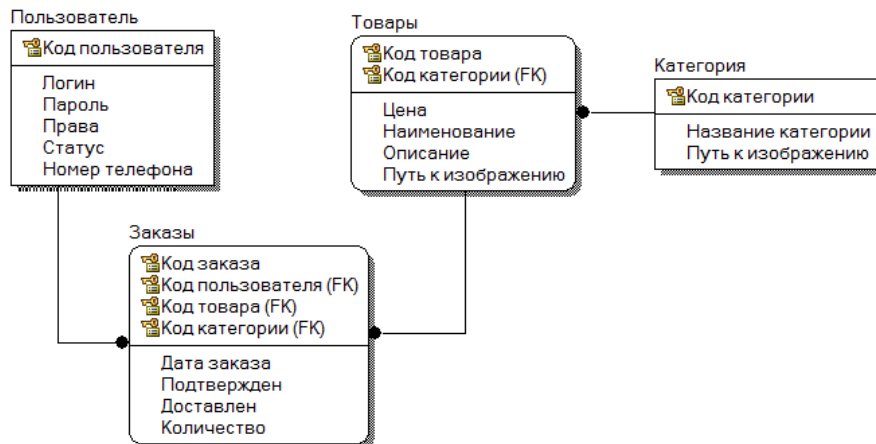 Пользователь
Код пользователя
Логин
Пароль
Права
Статус
Номер телефона
Товары
Код товара
Код категории (FK)
Цена
Наименование
Описание
Путь к изображению
Категория
Код категории
Название категории
Путь к изображению
Заказы
Код заказа
Код пользователя (FK)
Код товара (FK)
Код категории (FK)
Дата заказа
Подтвержден
Доставлен
Количество